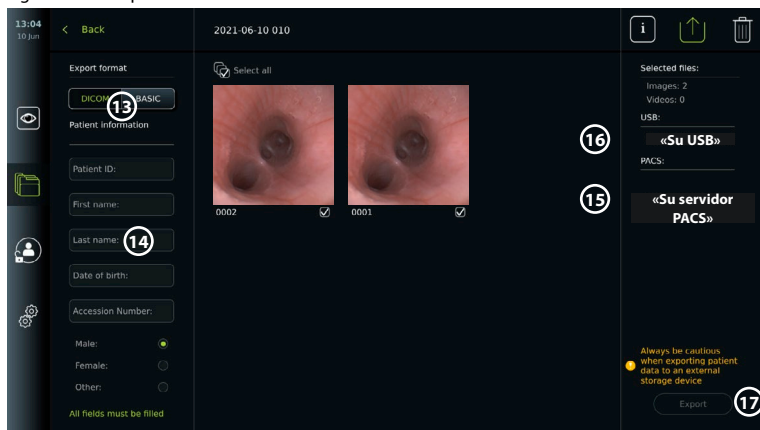 13:04
10 Jun
Back
2021-06-10 010
i
Export format
DICOM
BASIC
13
Patient information
Patient ID:
First name:
Last name:
14
Date of birth:
Accession Number:
Male:
Female:
Other:
All fields must be filled
Select all
0002
0001
Selected files:
Images: 2
Videos: 0
USB:
16
«Su USB»
PACS:
15
«Su servidor
PACS»
Always be cautious
when exporting patient
data to an external
storage device
Export
17